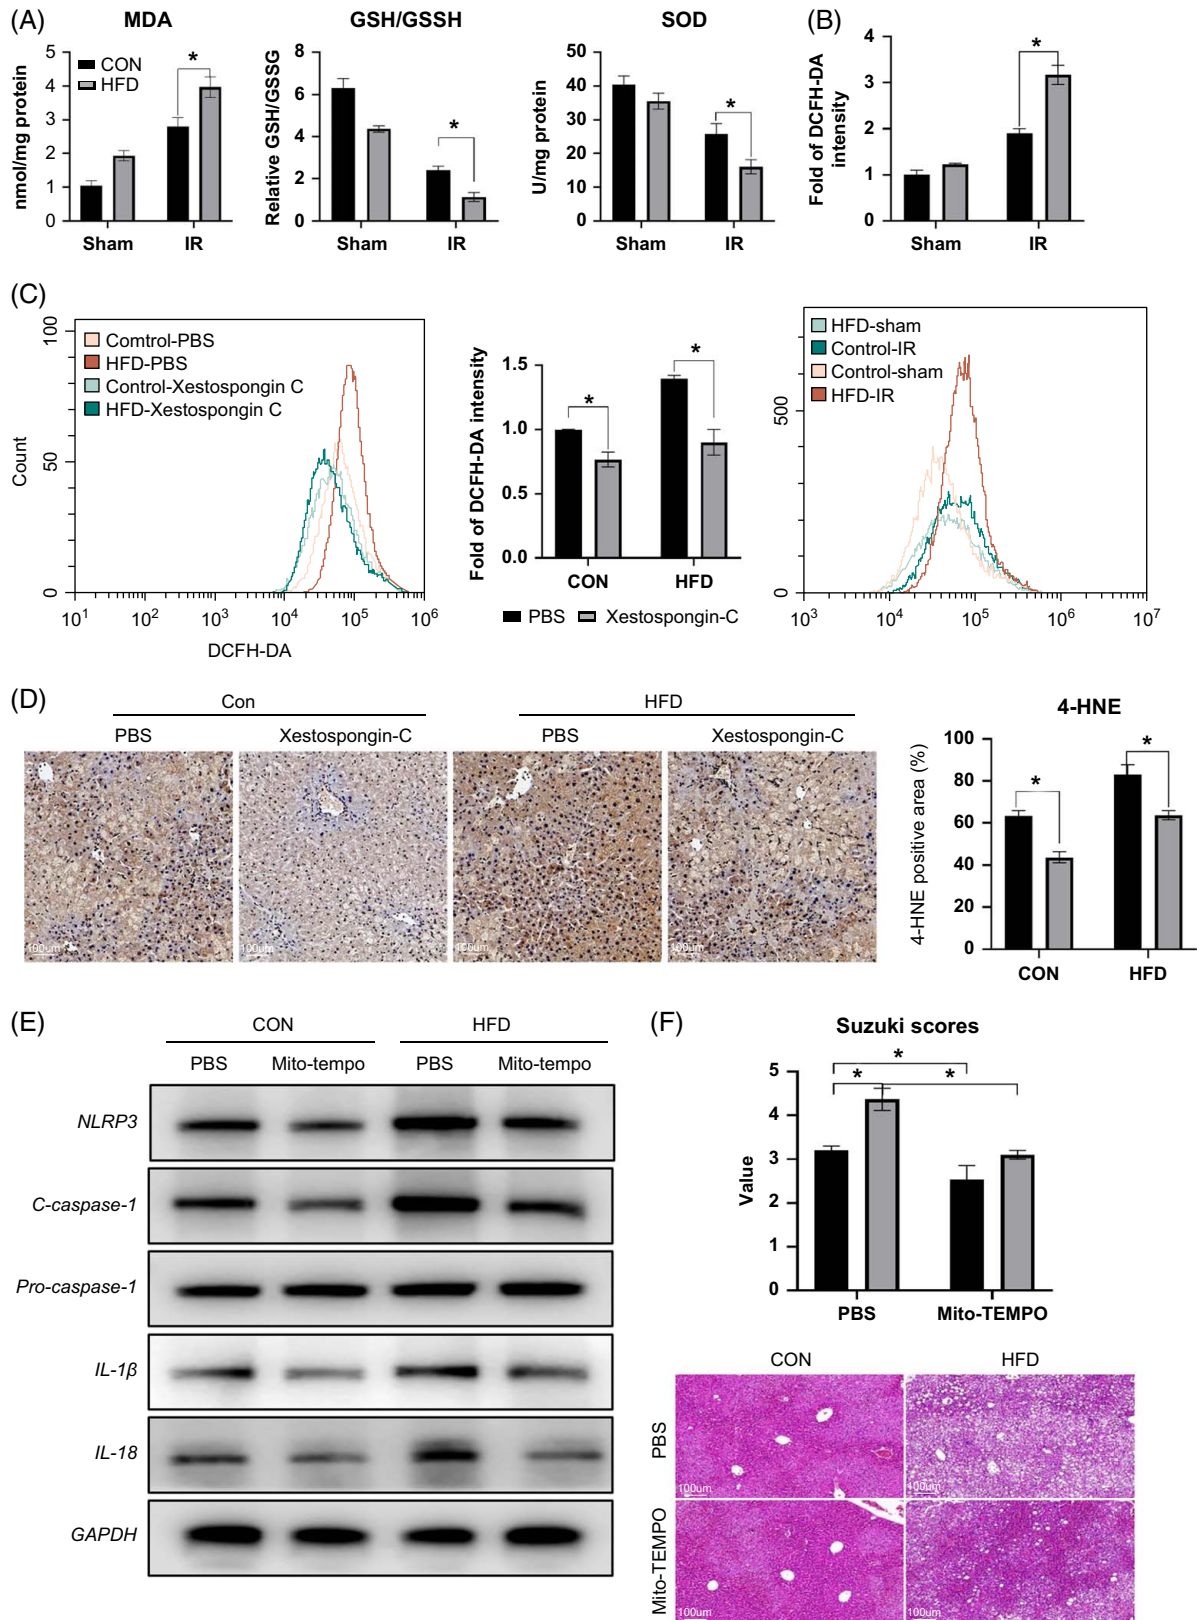 (A)
MDA
nmol/mg protein
5
4
3
2
1
0
CON
HFD
*
Sham
IR
GSH/GSSH
Relative GSH/GSSG
8
6
4
2
0
*
Sham
IR
SOD
U/mg protein
50
40
30
20
10
0
*
Sham
IR
(B)
Fold of DCFH-DA
intensity
4
3
2
1
0
*
Sham
IR
(C)
Count
100
50
0
Comtrol-PBS
HFD-PBS
Control-Xestospongin C
HFD-Xestospongin C
10¹ 10² 10³ 10⁴ 10⁵ 10⁶
DCFH-DA
Fold of DCFH-DA intensity
1.5
1.0
0.5
0.0
*
*
CON
HFD
PBS
Xestospongin-C
500
0
HFD-sham
Control-IR
Control-sham
HFD-IR
10³ 10⁴ 10⁵ 10⁶ 10⁷
(D)
Con
HFD
PBS
Xestospongin-C
PBS
Xestospongin-C
100um
100um
100um
100um
4-HNE
4-HNE positive area (%)
100
80
60
40
20
0
*
*
CON
HFD
(E)
CON
HFD
PBS
Mito-tempo
PBS
Mito-tempo
NLRP3
C-caspase-1
Pro-caspase-1
IL-1β
IL-18
GAPDH
(F)
Suzuki scores
Value
5
4
3
2
1
0
*
*
*
PBS
Mito-TEMPO
CON
HFD
PBS
Mito-TEMPO
100um
100um
100um
100um